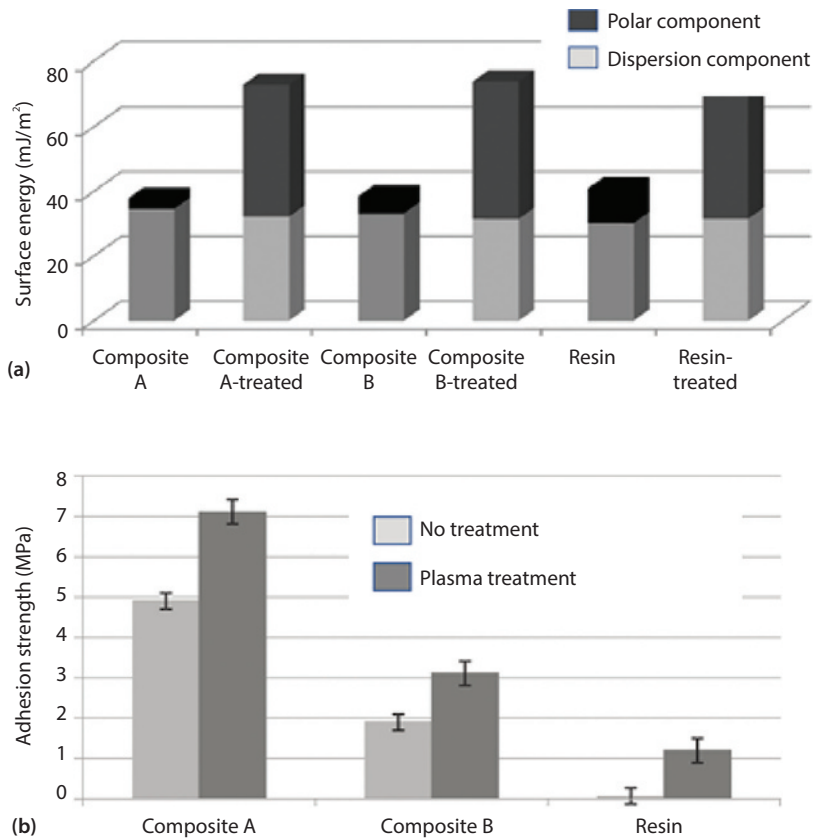 Polar component
Dispersion component
Surface energy (mJ/m²)
80
60
40
20
0
Composite
A
Composite
A-treated
Composite
B
Composite
B-treated
Resin
Resin-
treated
(a)
Adhesion strength (MPa)
8
7
6
5
4
3
2
1
0
No treatment
Plasma treatment
Composite A
Composite B
Resin
(b)